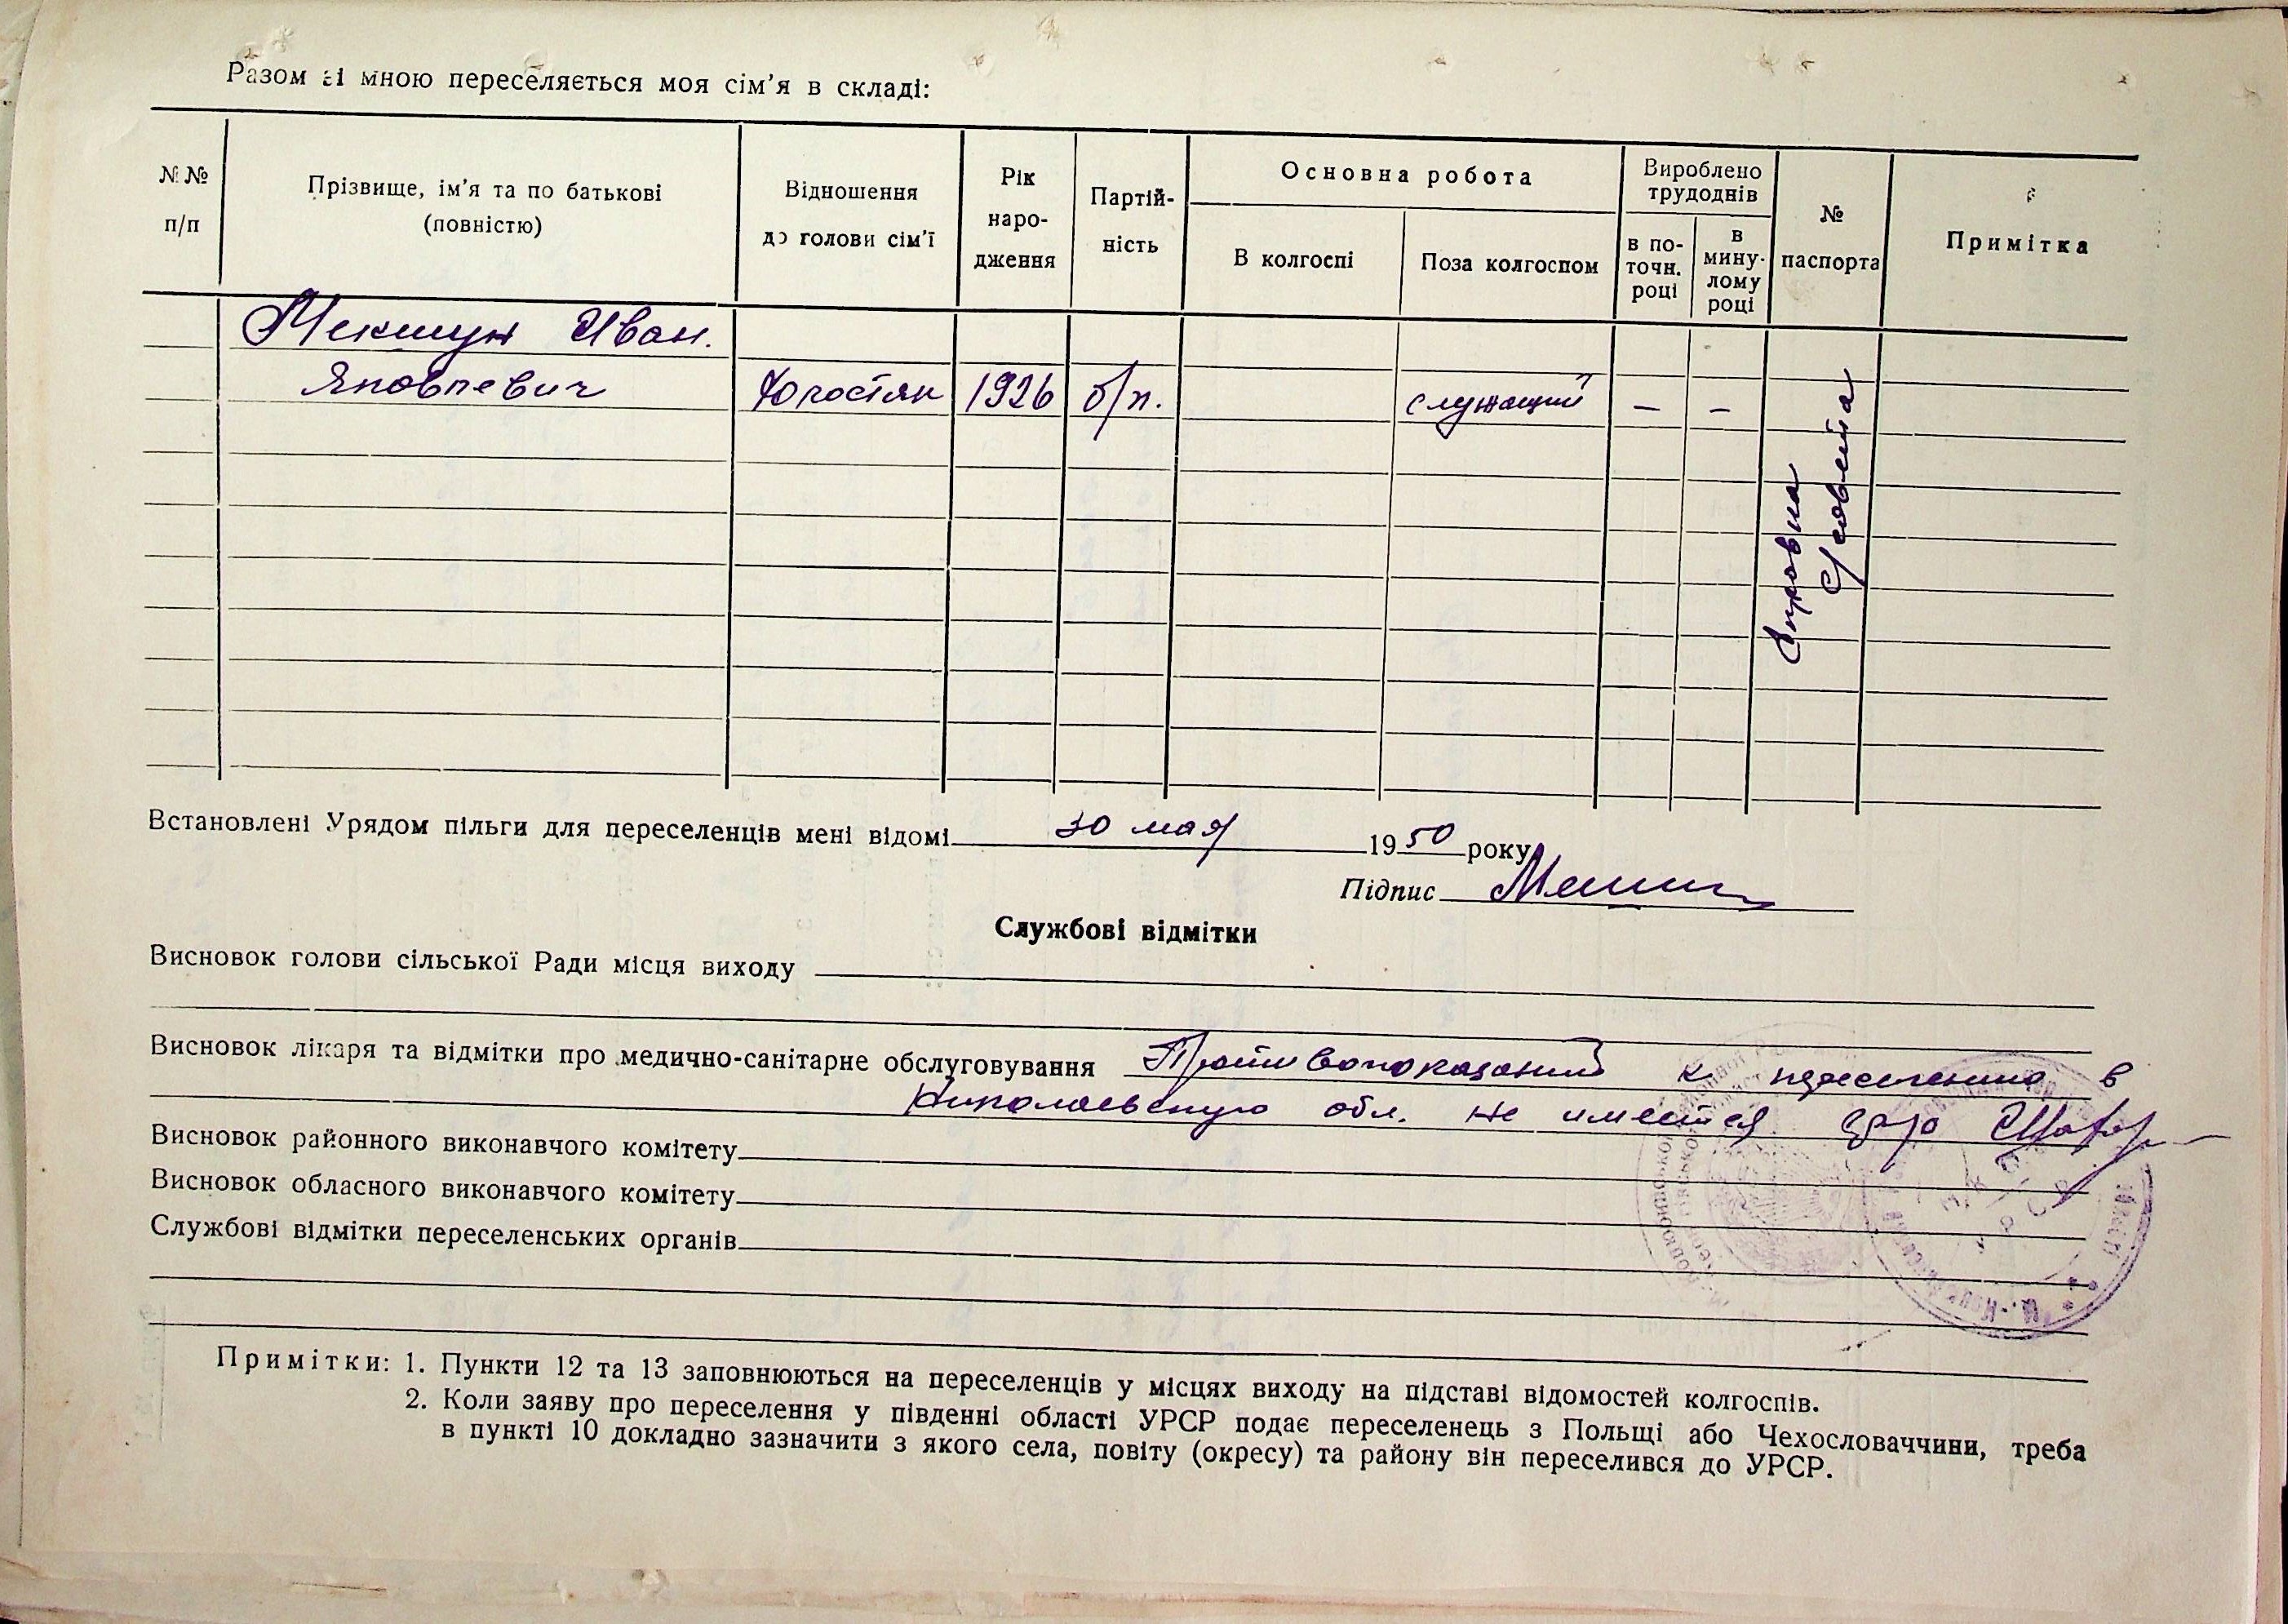 Разом зі мною переселяється моя сім'я в складі:
№№ п/п
Прізвище, ім'я та по батькові (повністю)
Відношення до голови сім'ї
Рік народження
Партійність
Основна робота
В колгоспі
Поза колгоспом
Вироблено трудоднів
в поточн. році
в минулому році
№ паспорта
Примітка
Иван.
Яковлевич
Холостяк 1926 б/п. служащий – –
Справка
С/совета
Встановлені Урядом пільги для переселенців мені відомі 30 мая 1950 року
Підпис
Службові відмітки
Висновок голови сільської Ради місця виходу
Висновок лікаря та відмітки про медично-санітарне обслуговування Противопоказаний к переселению в
Николаевскую обл. не имеется
Висновок районного виконавчого комітету
Висновок обласного виконавчого комітету
Службові відмітки переселенських органів
Примітки: 1. Пункти 12 та 13 заповнюються на переселенців у місцях виходу на підставі відомостей колгоспів.
2. Коли заяву про переселення у південні області УРСР подає переселенець з Польщі або Чехословаччини, треба
в пункті 10 докладно зазначити з якого села, повіту (окресу) та району він переселився до УРСР.